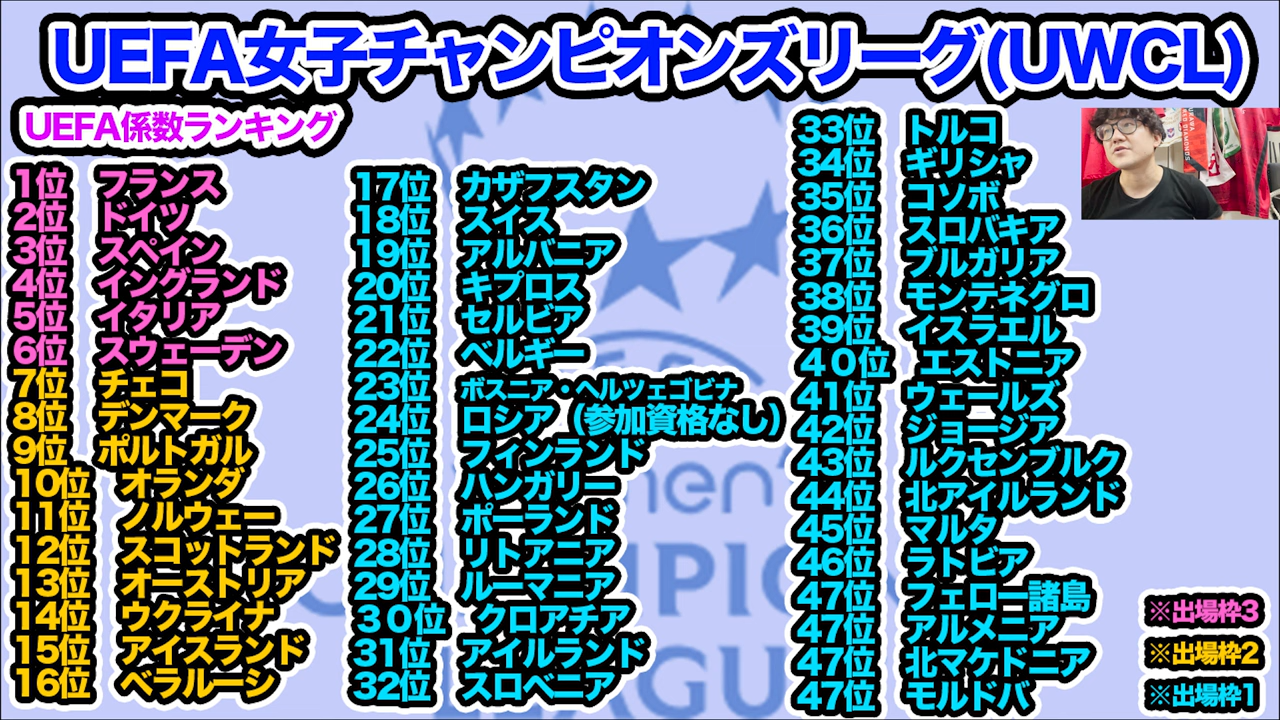 UEFA女子チャンピオンズリーグ(UWCL)
UEFA係数ランキング
1位 フランス
2位 ドイツ
3位 スペイン
4位 イングランド
5位 イタリア
6位 スウェーデン
7位 チェコ
8位 デンマーク
9位 ポルトガル
10位 オランダ
11位 ノルウェー
12位 スコットランド
13位 オーストリア
14位 ウクライナ
15位 アイスランド
16位 ベラルーシ
17位 カザフスタン
18位 スイス
19位 アルバニア
20位 キプロス
21位 セルビア
22位 ベルギー
23位 ボスニア・ヘルツェゴビナ
24位 ロシア（参加資格なし）
25位 フィンランド
26位 ハンガリー
27位 ポーランド
28位 リトアニア
29位 ルーマニア
３０位 クロアチア
31位 アイルランド
32位 スロベニア
33位 トルコ
34位 ギリシャ
35位 コソボ
36位 スロバキア
37位 ブルガリア
38位 モンテネグロ
39位 イスラエル
４０位 エストニア
41位 ウェールズ
42位 ジョージア
43位 ルクセンブルク
44位 北アイルランド
45位 マルタ
46位 ラトビア
47位 フェロー諸島
47位 アルメニア
47位 北マケドーア
47位 モルドバ
※出場枠3
※出場枠2
※出場枠1